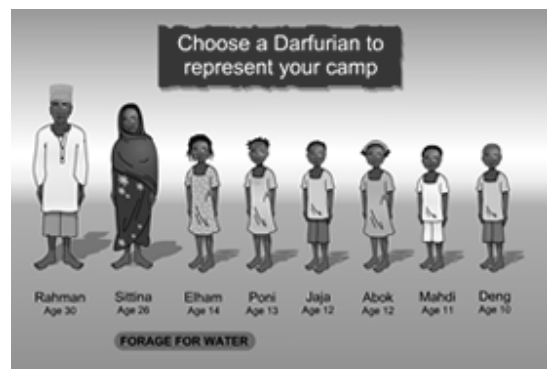 Choose a Darfurian to
represent your camp
Rahman Sittina Elham Poni Jaja Abok Mahdi Deng
Age 30 Age 26 Age 14 Age 13 Age 12 Age 12 Age 11 Age 10
FORAGE FOR WATER